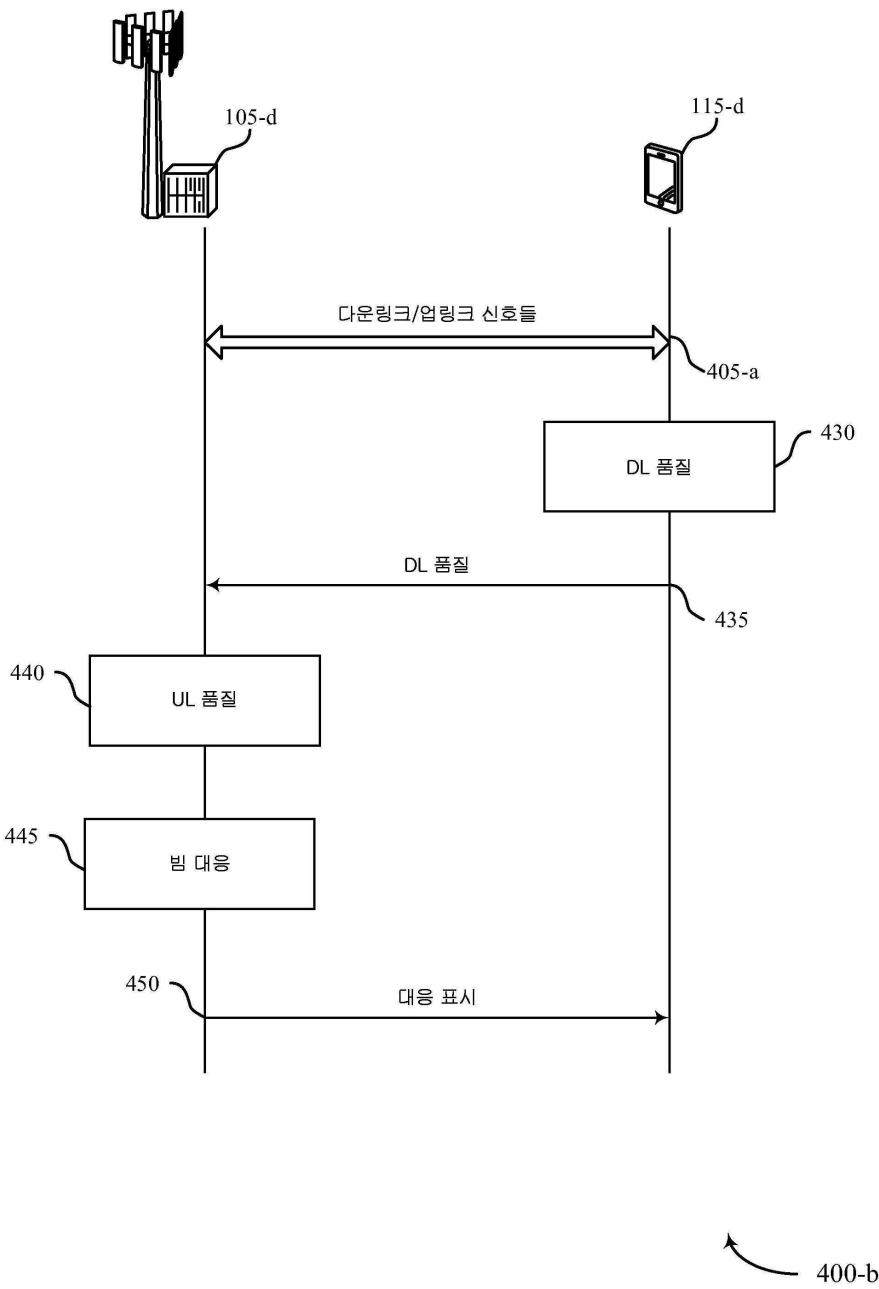 105-d
115-d
다운링크/업링크 신호들
405-a
430
DL 품질
DL 품질
435
440
UL 품질
445
빔 대응
450
대응 표시
400-b